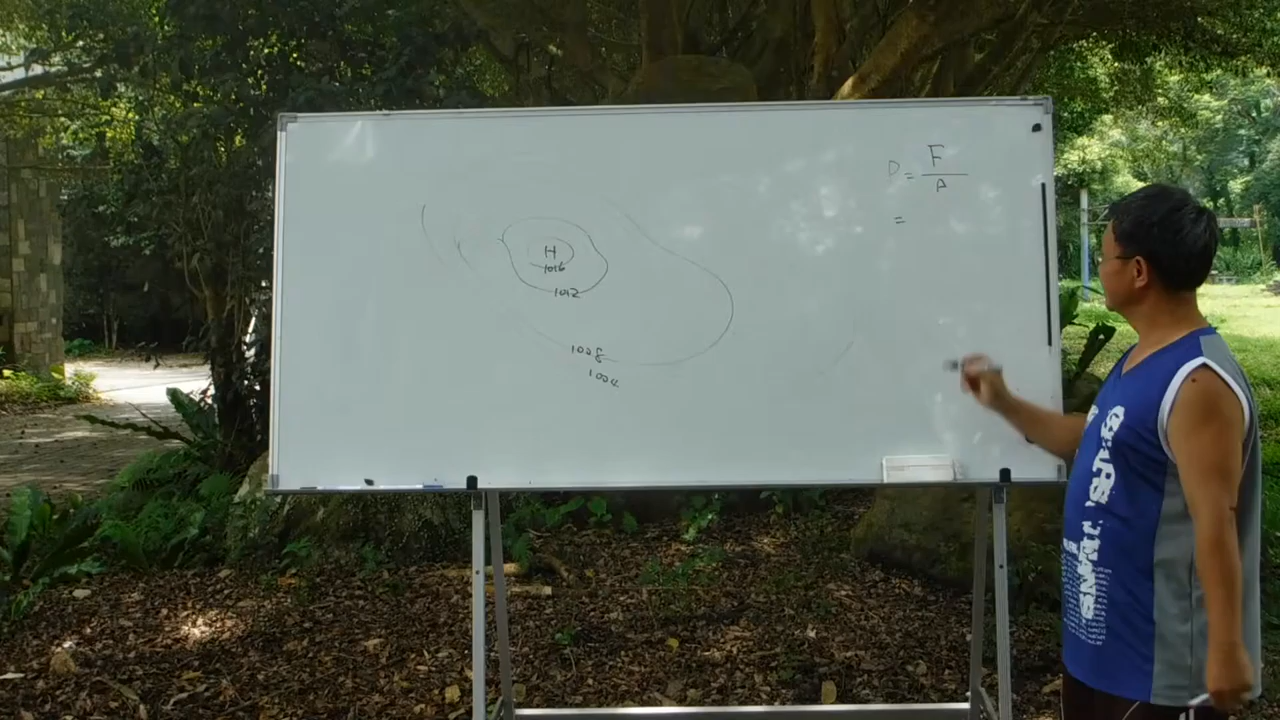 H
1016
1012
1008
1004
P = F / A
=